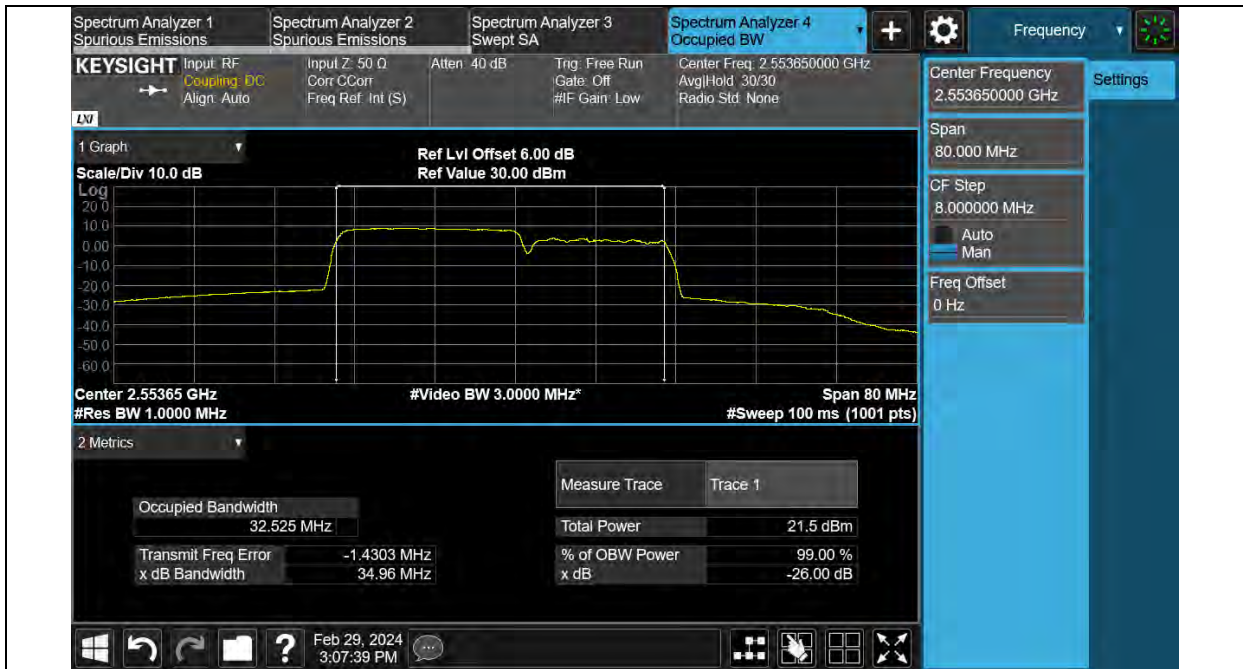 Spectrum Analyzer 1
Spurious Emissions
Spectrum Analyzer 2
Spurious Emissions
Spectrum Analyzer 3
Swept SA
Spectrum Analyzer 4
Occupied BW
Frequency
KEYSIGHT
LXI
Input: RF
Coupling: DC
Align: Auto
Input Z: 50 Ω
Corr CCorr
Freq Ref: Int (S)
Atten: 40 dB
Trig: Free Run
Gate: Off
#IF Gain: Low
Center Freq: 2.553650000 GHz
Avg|Hold: 30/30
Radio Std: None
Center Frequency
2.553650000 GHz
Settings
Span
80.000 MHz
CF Step
8.000000 MHz
Auto
Man
Freq Offset
0 Hz
1 Graph
Scale/Div 10.0 dB
Ref Lvl Offset 6.00 dB
Ref Value 30.00 dBm
Log
20.0
10.0
0.00
-10.0
-20.0
-30.0
-40.0
-50.0
-60.0
Center 2.55365 GHz
#Video BW 3.0000 MHz*
Span 80 MHz
#Res BW 1.0000 MHz
#Sweep 100 ms (1001 pts)
2 Metrics
Measure Trace
Trace 1
Occupied Bandwidth
32.525 MHz
Total Power
21.5 dBm
Transmit Freq Error
-1.4303 MHz
% of OBW Power
99.00 %
x dB Bandwidth
34.96 MHz
x dB
-26.00 dB
?
Feb 29, 2024
3:07:39 PM